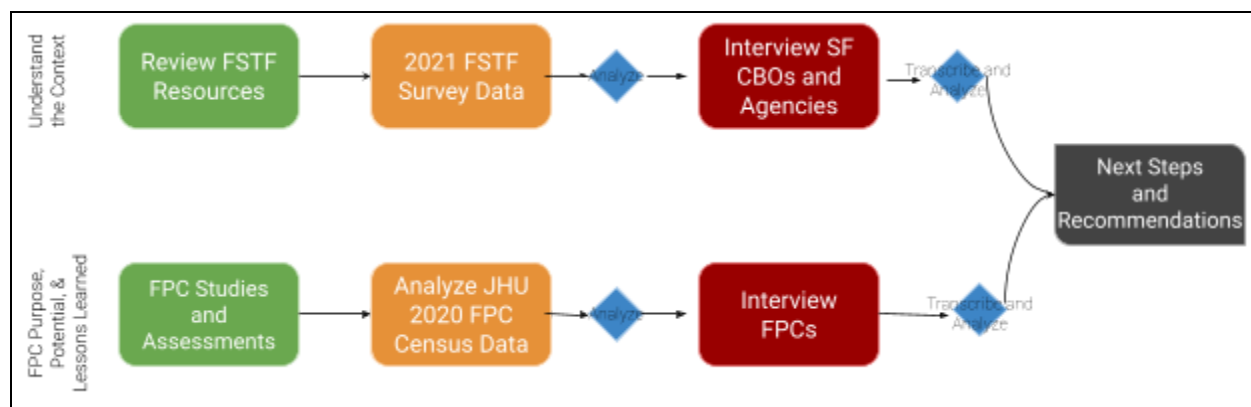 Understand
the Context
Review FSTF
Resources
2021 FSTF
Survey Data
Analyze
Interview SF
CBOs and
Agencies
Transcribe and
Analyze
Next Steps
and
Recommendations
FPC Purpose,
Potential, &
Lessons Learned
FPC Studies
and
Assessments
Analyze JHU
2020 FPC
Census Data
Analyze
Interview
FPCs
Transcribe and
Analyze